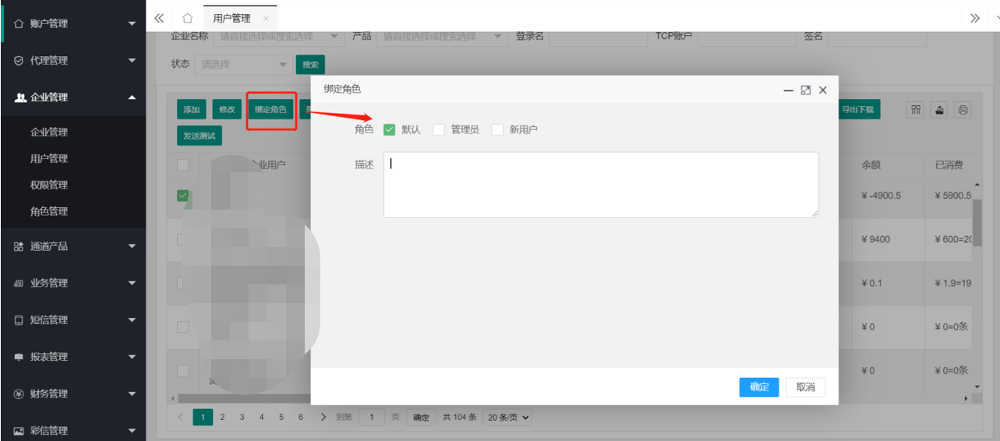 账户管理
代理管理
企业管理
企业管理
用户管理
权限管理
角色管理
通道产品
业务管理
短信管理
报表管理
财务管理
彩信管理
用户管理
企业名称 请直接选择或搜索选择 产品 请直接选择或搜索选择 登录名 TCP账户 签名
状态 请选择 搜索
添加 修改 绑定角色 导出下载
发送测试
企业用户 余额 已消费
¥ -4900.5 ¥ 5900.5
¥ 9400 ¥ 600=20
¥ 0.1 ¥ 1.9=19
¥ 0 ¥ 0=0条
¥ 0 ¥ 0=0条
绑定角色
角色 默认 管理员 新用户
描述
确定 取消
1 2 3 4 5 6 到第 1 页 确定 共 104 条 20 条/页